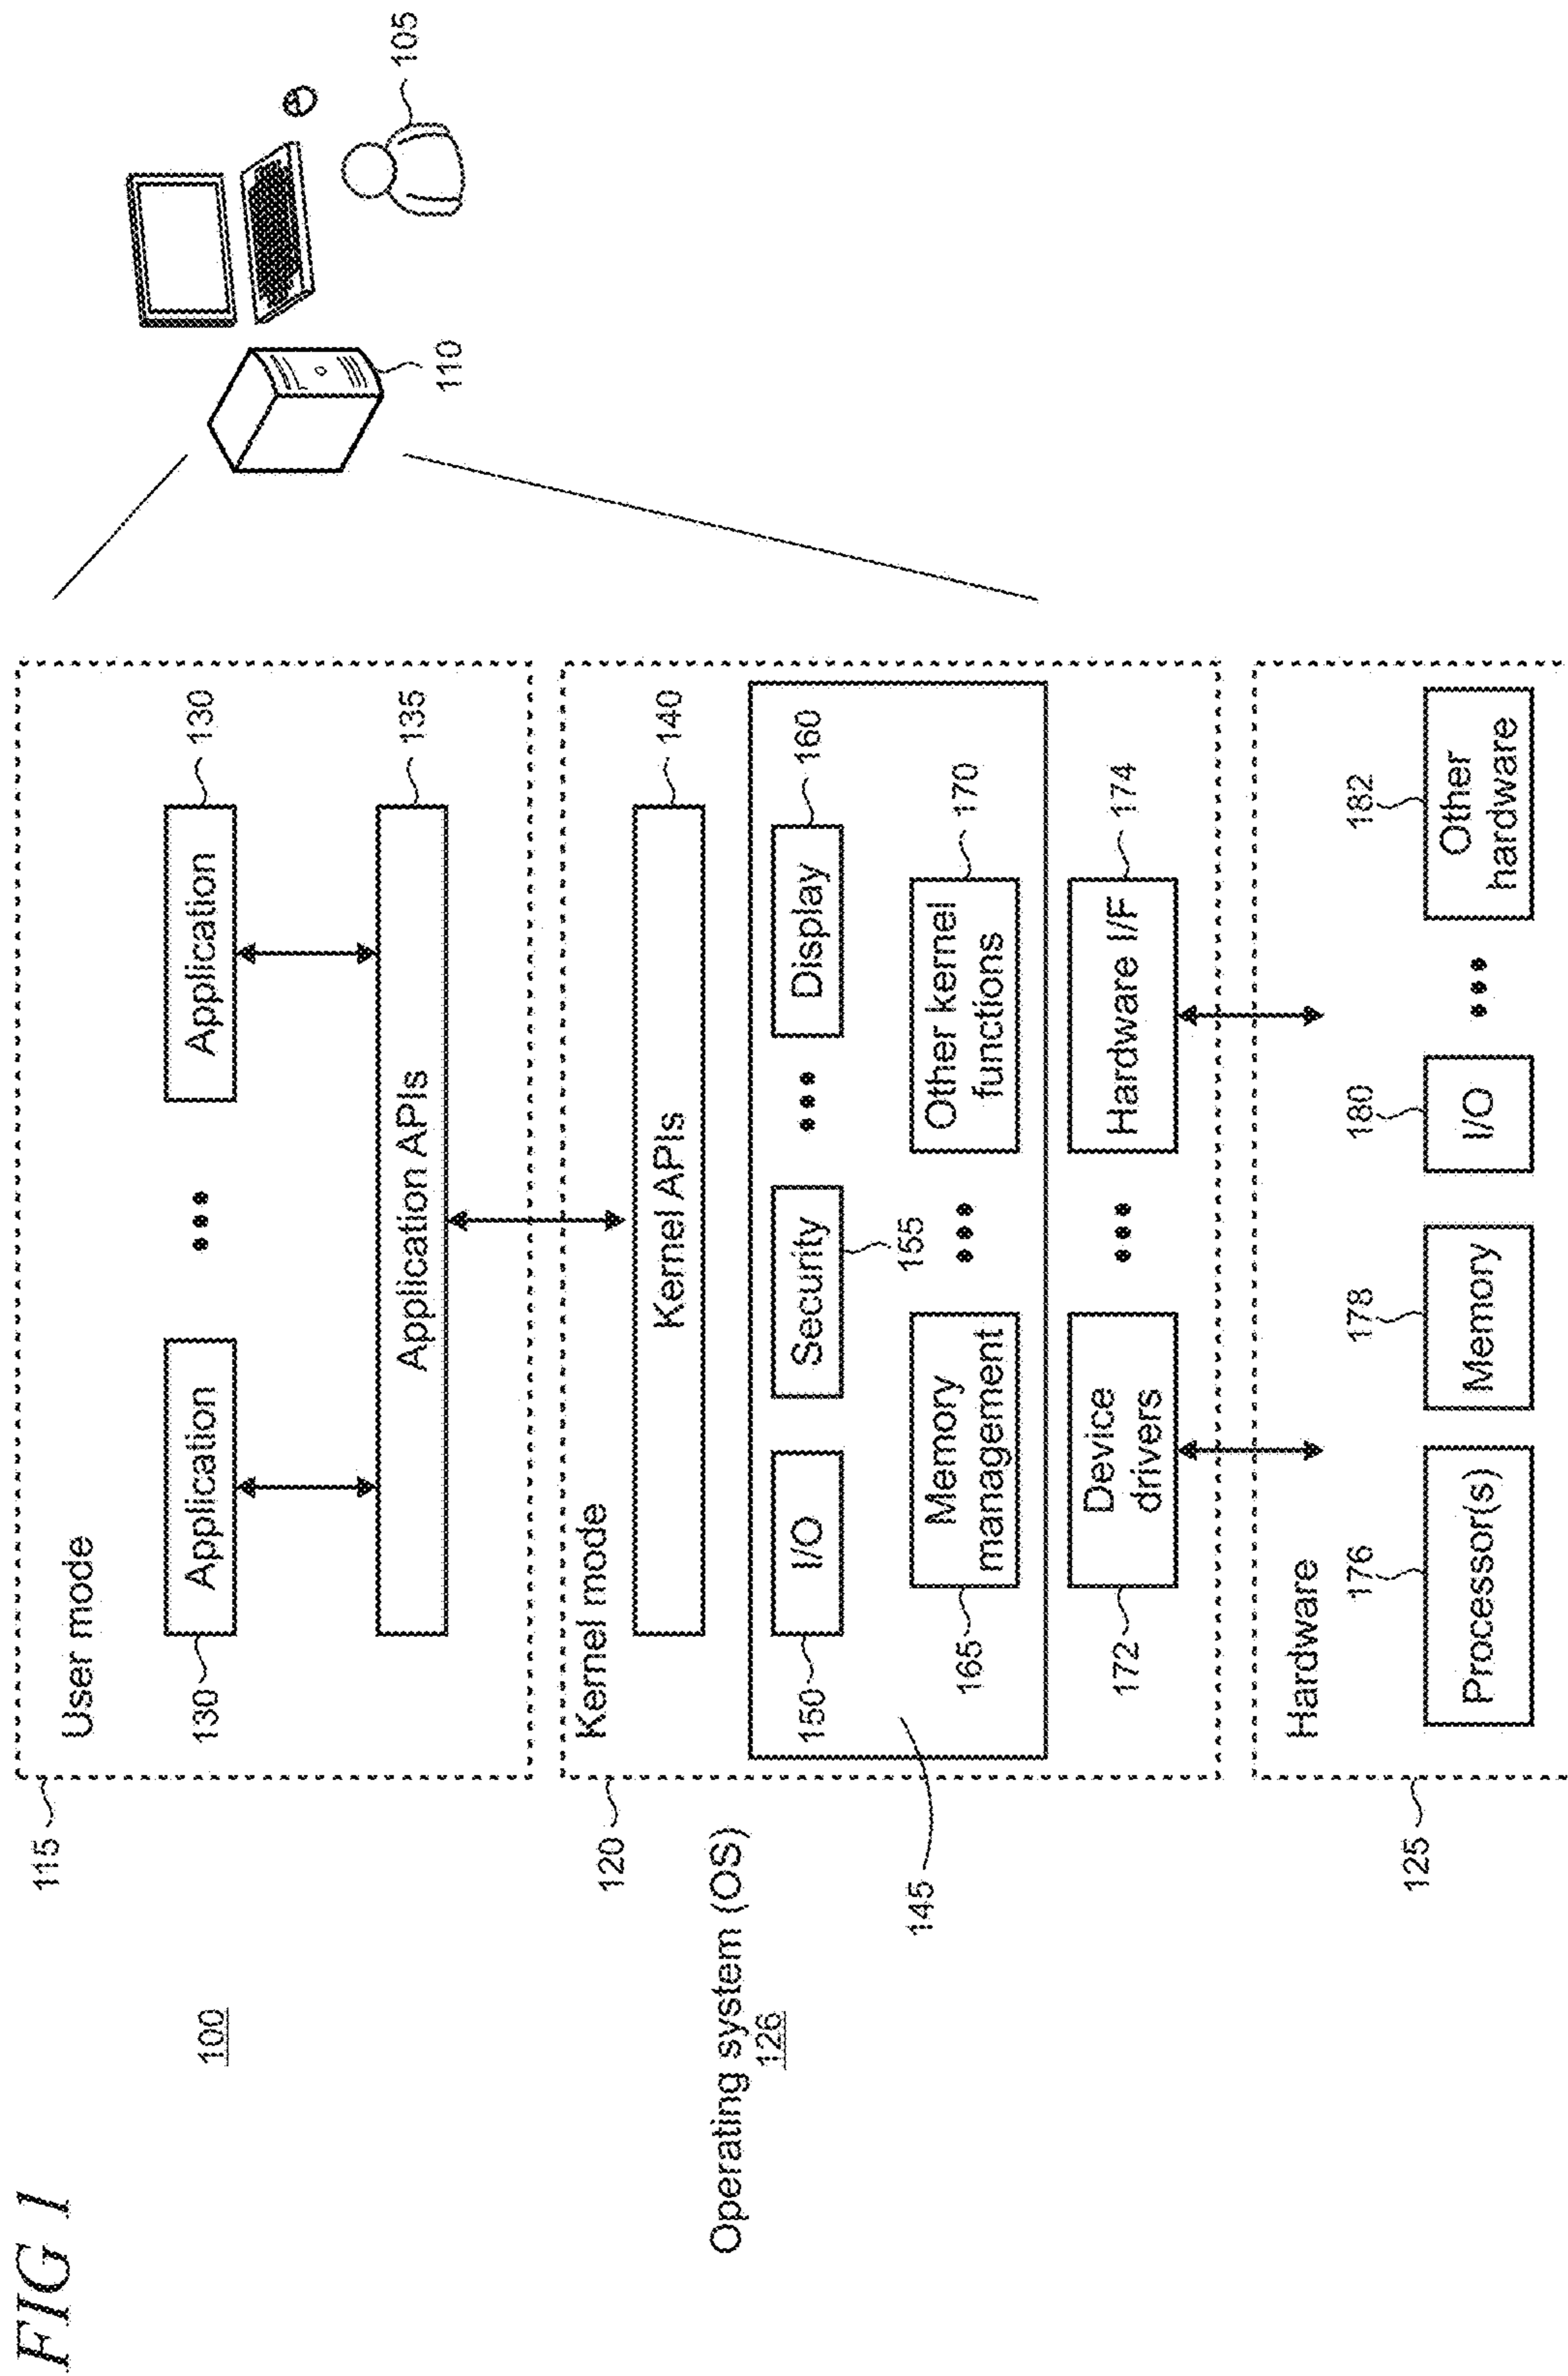 FIG 1
100
115
User mode
130
Application
Application
130
Application APIs
135
105
110
120
Kernel mode
Kernel APIs
140
Operating system (OS)
126
145
150
I/O
Security
155
Display
160
165
Memory
management
Other kernel
functions
170
172
Device
drivers
Hardware I/F
174
125
Hardware
176
Processor(s)
178
Memory
180
I/O
182
Other
hardware